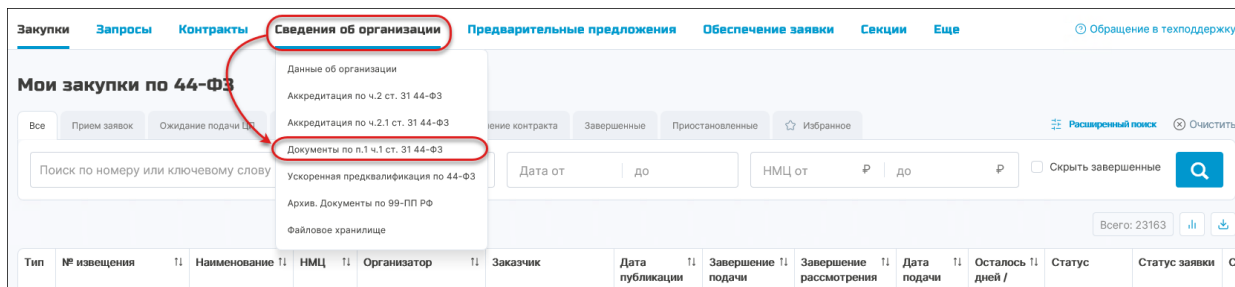 Закупки Запросы Контракты Сведения об организации Предварительные предложения Обеспечение заявки Секции Еще Обращение в техподдержку
Данные об организации
Мои закупки по 44-ФЗ
Аккредитация по ч.2 ст. 31 44-ФЗ
Аккредитация по ч.2.1 ст. 31 44-ФЗ
Все Прием заявок Ожидание подачи ЦП контракта Завершенные Приостановленные Избранное Расширенный поиск Очистить
Документы по п.1 ч.1 ст. 31 44-ФЗ
Поиск по номеру или ключевому слову Дата от до НМЦ от ₽ до ₽ Скрыть завершенные
Ускоренная предквалификация по 44-ФЗ
Архив. Документы по 99-ПП РФ
Файловое хранилище
Всего: 23163
Тип № извещения Наименование НМЦ Организатор Заказчик Дата публикации Завершение подачи Завершение рассмотрения Дата подачи Осталось дней / Статус Статус заявки С